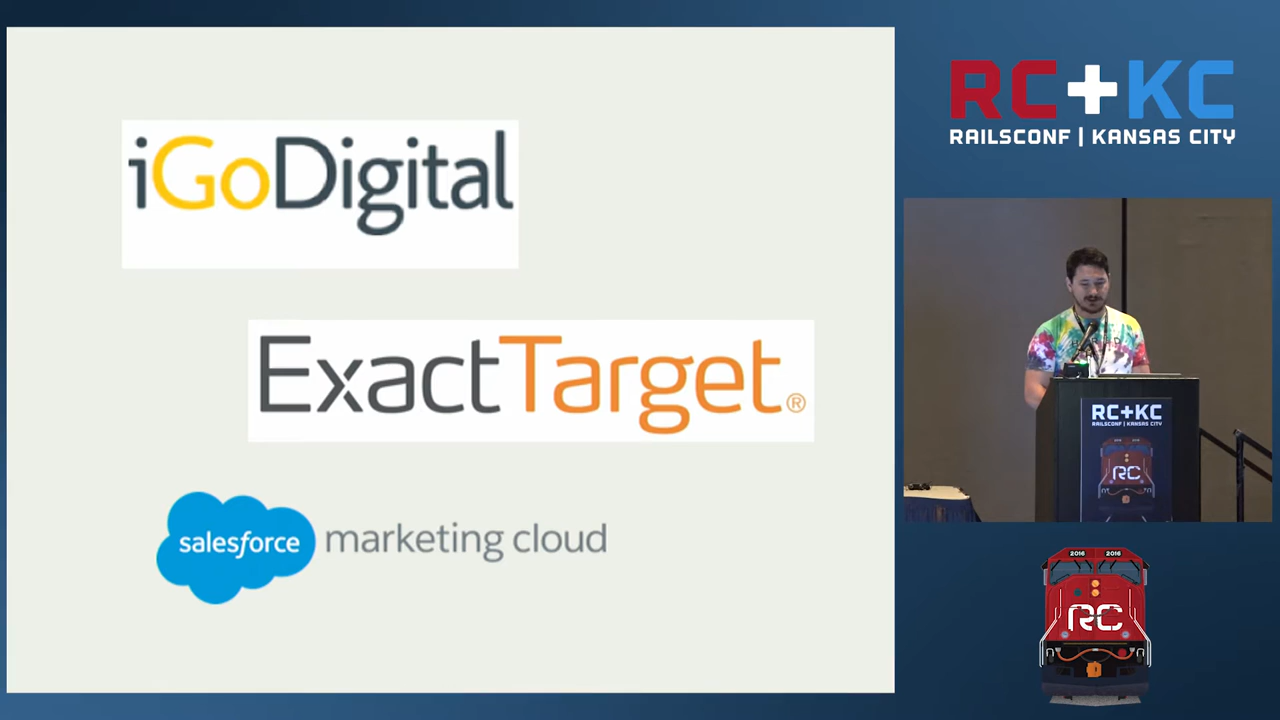 iGoDigital
ExactTarget®
salesforce marketing cloud
RC+KC
RAILSCONF | KANSAS CITY
RC+KC
RAILSCONF | KANSAS CITY
RC
2016 2016
RC